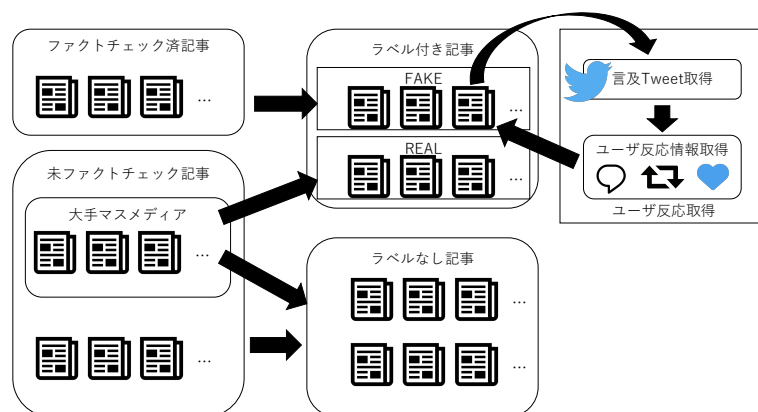 ファクトチェック済記事
...
未ファクトチェック記事
大手マスメディア
...
...
ラベル付き記事
FAKE
...
REAL
...
ラベルなし記事
...
...
言及Tweet取得
ユーザ反応情報取得
ユーザ反応取得